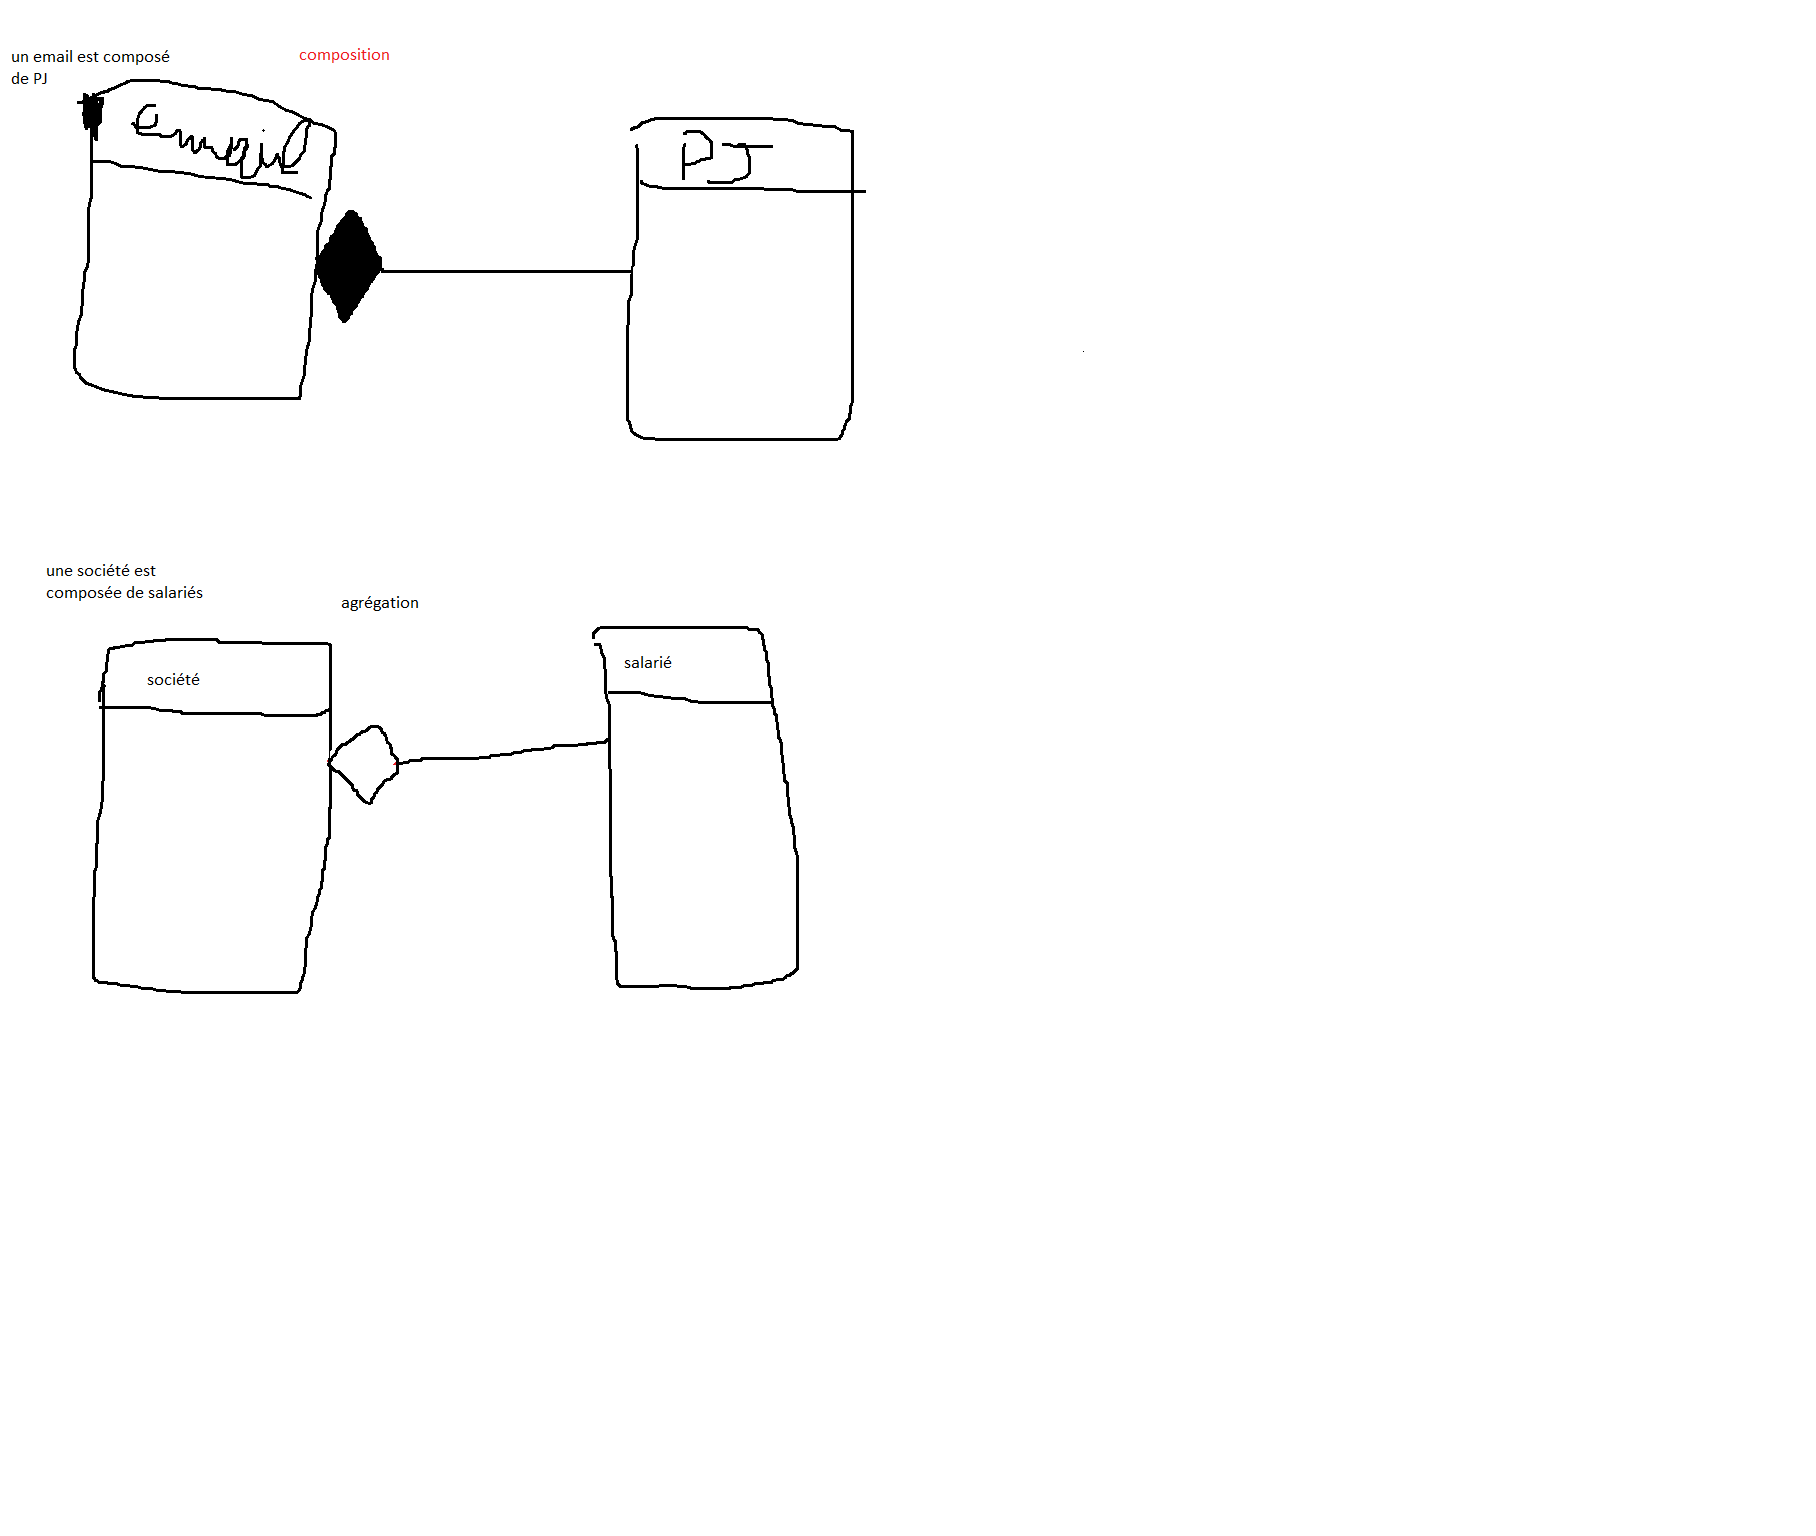 un email est composé
de PJ
composition
Email
PJ
une société est
composée de salariés
agrégation
société
salarié